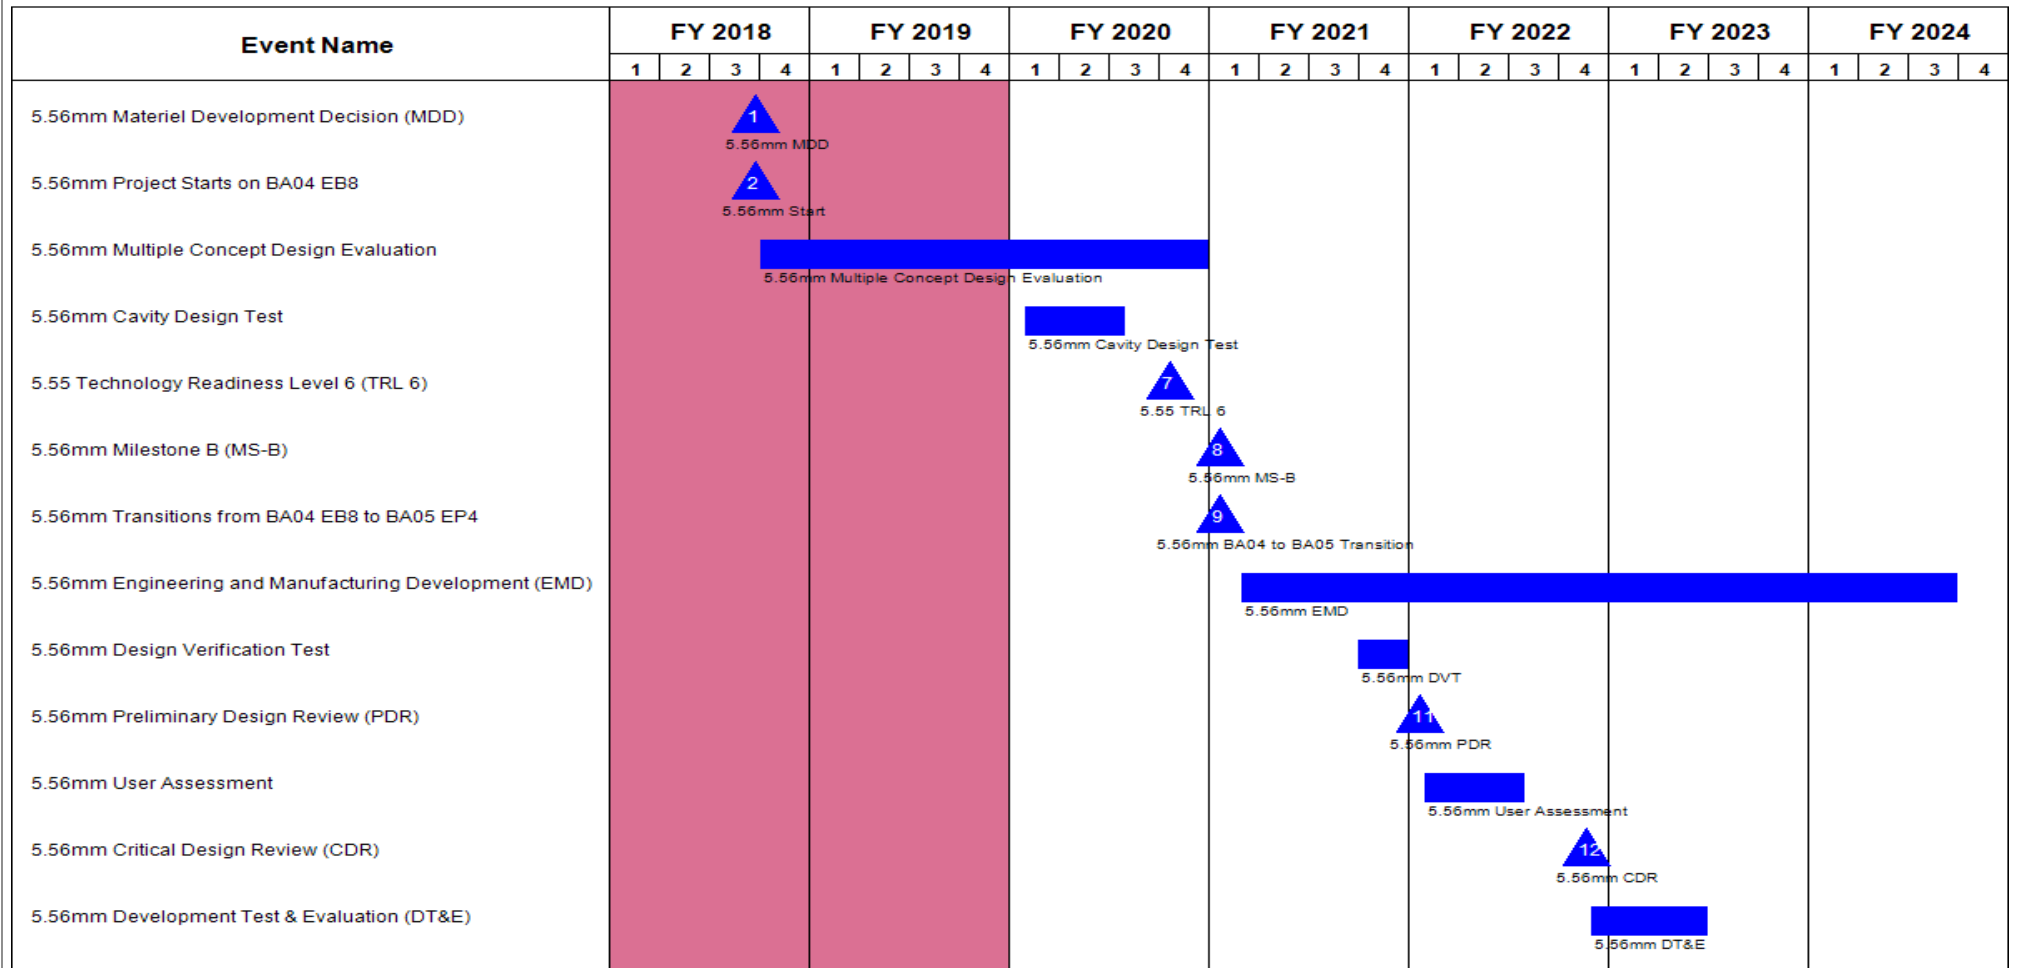 Event Name
FY 2018 FY 2019 FY 2020 FY 2021 FY 2022 FY 2023 FY 2024
1 2 3 4 1 2 3 4 1 2 3 4 1 2 3 4 1 2 3 4 1 2 3 4 1 2 3 4
5.56mm Materiel Development Decision (MDD) 1
5.56mm MDD
5.56mm Project Starts on BA04 EB8 2
5.56mm Start
5.56mm Multiple Concept Design Evaluation
5.56mm Multiple Concept Design Evaluation
5.56mm Cavity Design Test
5.56mm Cavity Design Test
5.55 Technology Readiness Level 6 (TRL 6) 7
5.55 TRL 6
5.56mm Milestone B (MS-B) 8
5.56mm MS-B
5.56mm Transitions from BA04 EB8 to BA05 EP4 9
5.56mm BA04 to BA05 Transition
5.56mm Engineering and Manufacturing Development (EMD)
5.56mm EMD
5.56mm Design Verification Test
5.56mm DVT
5.56mm Preliminary Design Review (PDR) 11
5.56mm PDR
5.56mm User Assessment
5.56mm User Assessment
5.56mm Critical Design Review (CDR) 12
5.56mm CDR
5.56mm Development Test & Evaluation (DT&E)
5.56mm DT&E